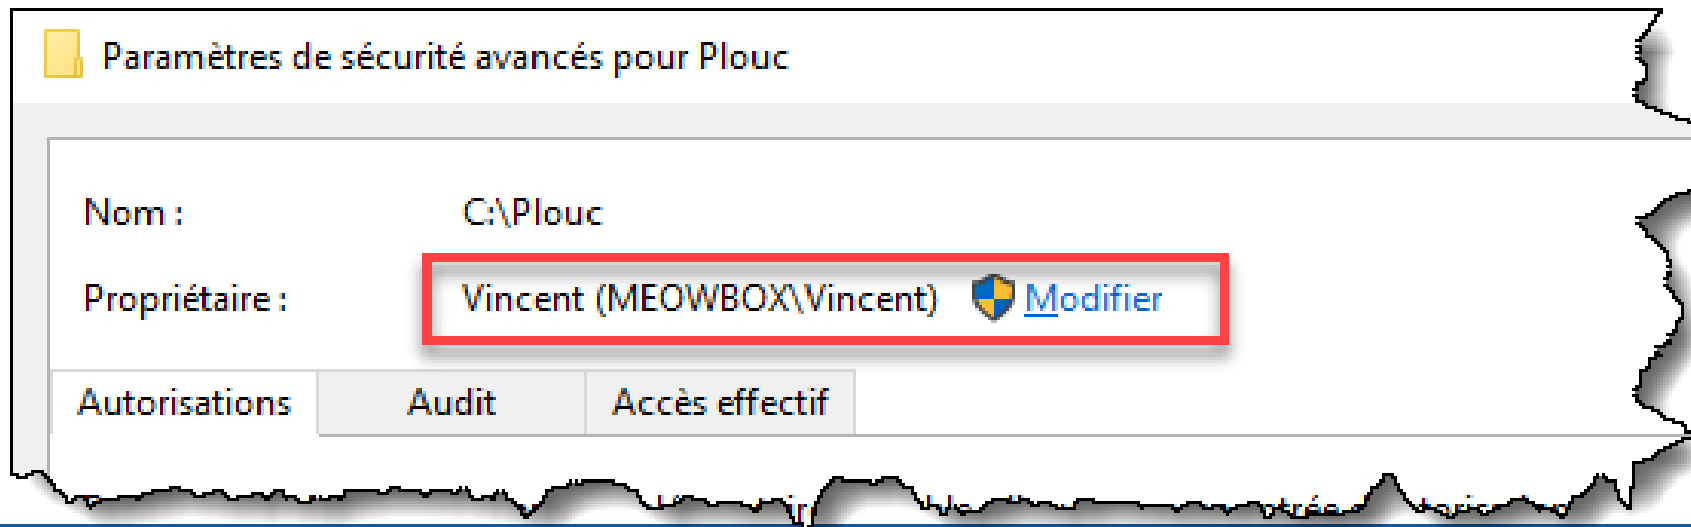 Paramètres de sécurité avancés pour Plouc
Nom : C:\Plouc
Propriétaire : Vincent (MEOWBOX\Vincent) Modifier
Autorisations Audit Accès effectif